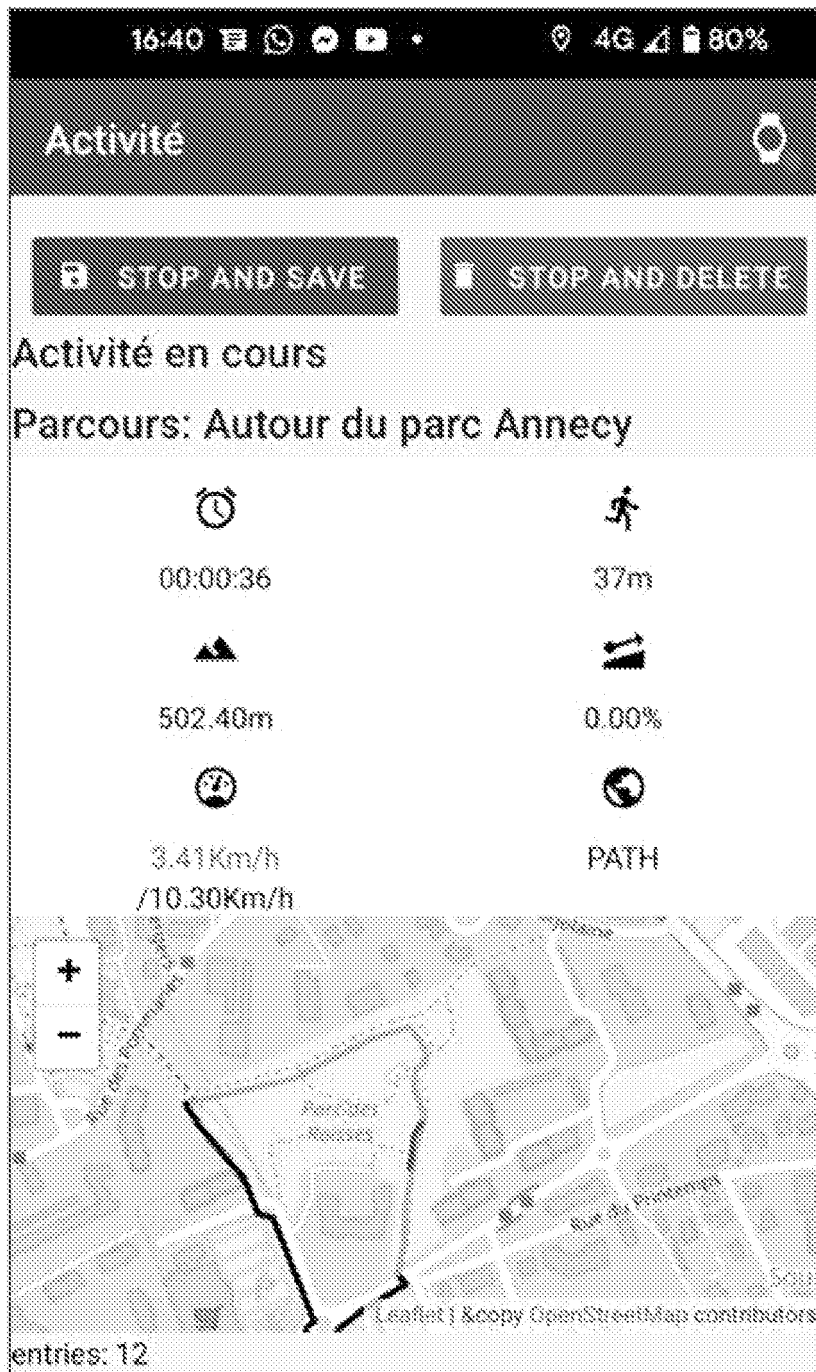 16:40 4G 80%
Activité
STOP AND SAVE STOP AND DELETE
Activité en cours
Parcours: Autour du parc Annecy
00:00:36 37m
502.40m 0.00%
3.41Km/h PATH
/10.30Km/h
+
−
Rue des
Rue du Printemps
Leaflet | &copy OpenStreetMap contributors
entries: 12